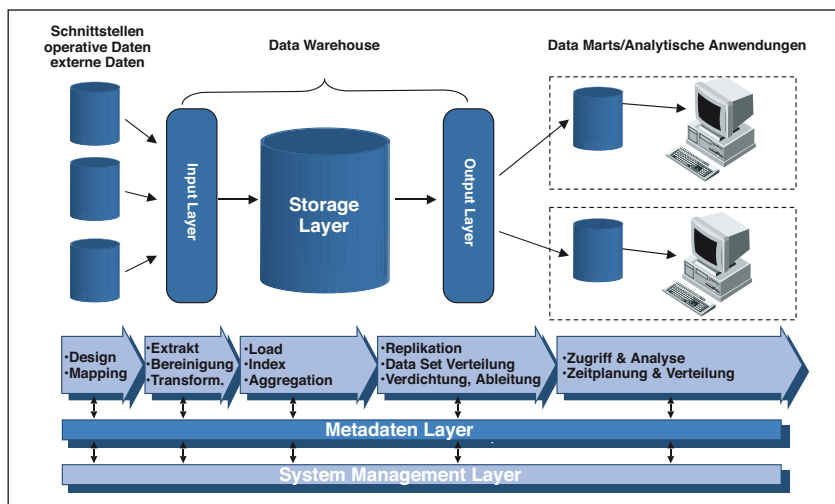 Schnittstellen
operative Daten
externe Daten
Data Warehouse
Data Marts/Analytische Anwendungen
Input Layer
Storage
Layer
Output Layer
•Design
•Mapping
•Extrakt
•Bereinigung
•Transform.
•Load
•Index
•Aggregation
•Replikation
•Data Set Verteilung
•Verdichtung, Ableitung
•Zugriff & Analyse
•Zeitplanung & Verteilung
Metadaten Layer
System Management Layer